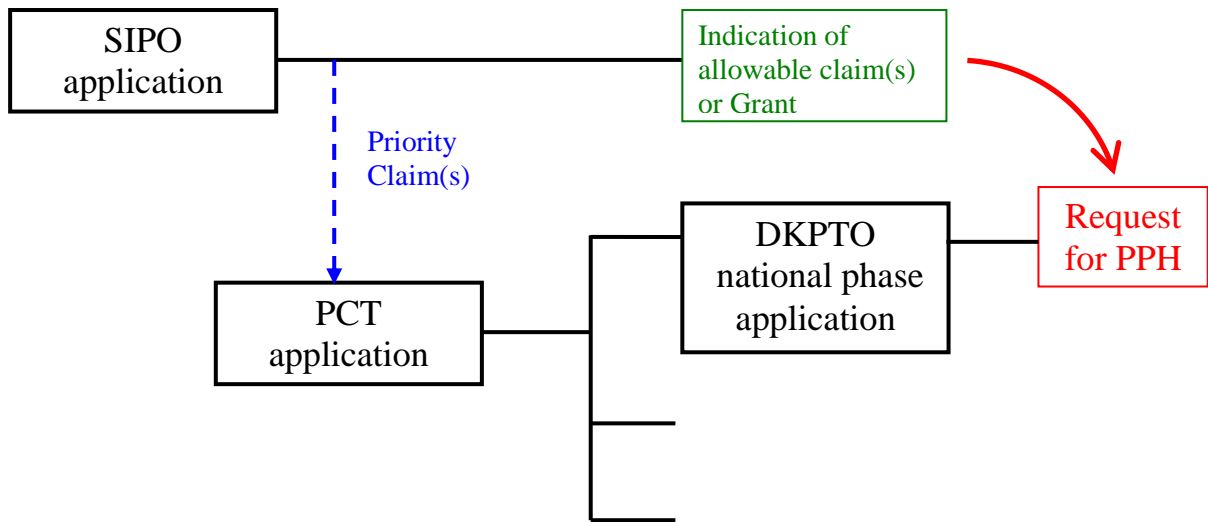 SIPO
application
Indication of
allowable claim(s)
or Grant
Priority
Claim(s)
Request
for PPH
DKPTO
national phase
application
PCT
application